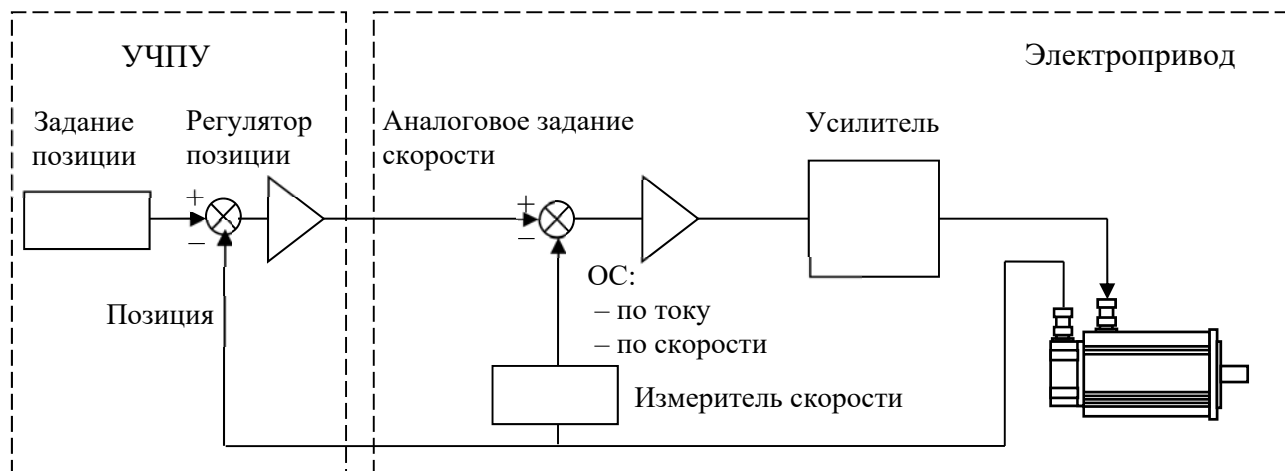 УЧПУ
Электропривод
Задание
позиции
Регулятор
позиции
Аналоговое задание
скорости
Усилитель
+
–
+
–
ОС:
– по току
– по скорости
Позиция
Измеритель скорости